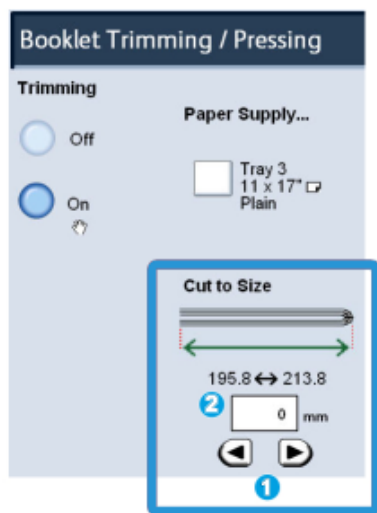 Booklet Trimming / Pressing
Trimming
Off
On
Paper Supply...
Tray 3
11 x 17"
Plain
Cut to Size
195.8 ↔ 213.8
2
0 mm
1